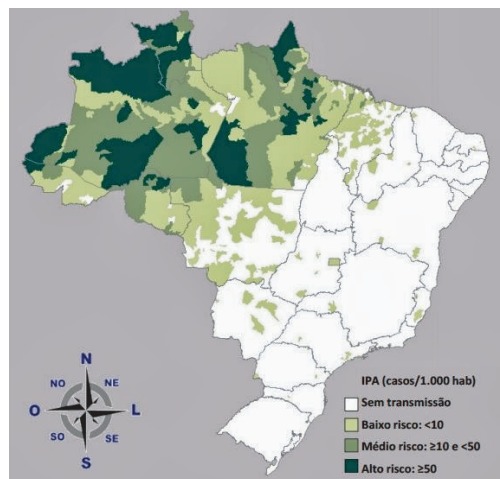 N
NO NE
O L
SO SE
S
IPA (casos/1.000 hab)
Sem transmissão
Baixo risco: <10
Médio risco: ≥10 e <50
Alto risco: ≥50